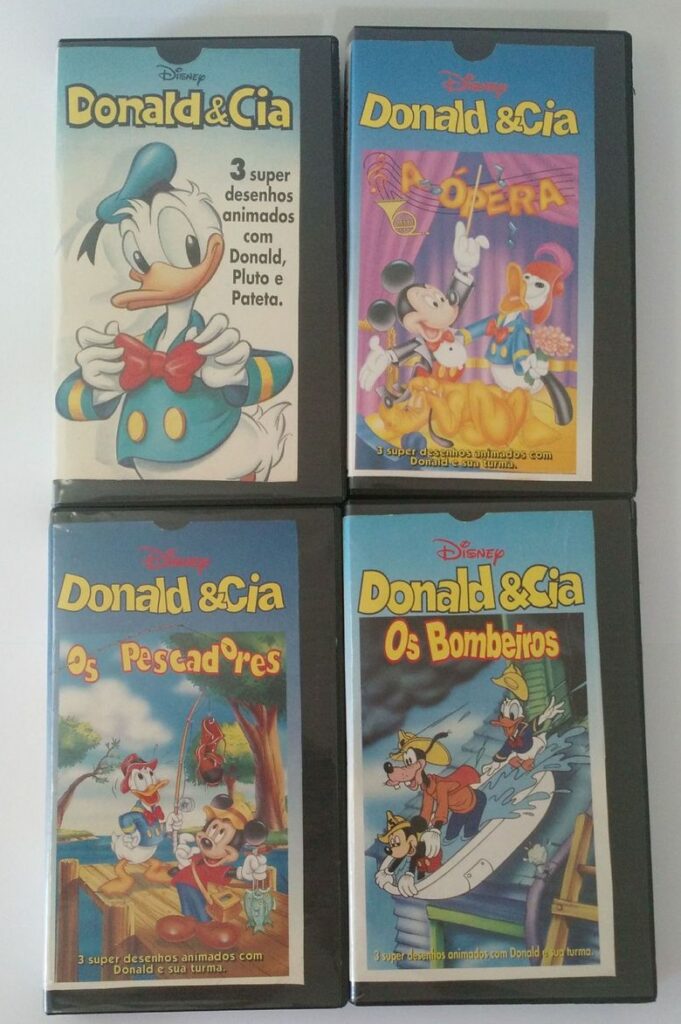 Disney
Donald & Cia
3 super
desenhos
animados
com
Donald,
Pluto e
Pateta.
Disney
Donald & Cia
A ÓPERA
3 super desenhos animados com
Donald e sua turma.
Disney
Donald & Cia
Os Pescadores
3 super desenhos animados com
Donald e sua turma.
Disney
Donald & Cia
Os Bombeiros
3 super desenhos animados com Donald e sua turma.